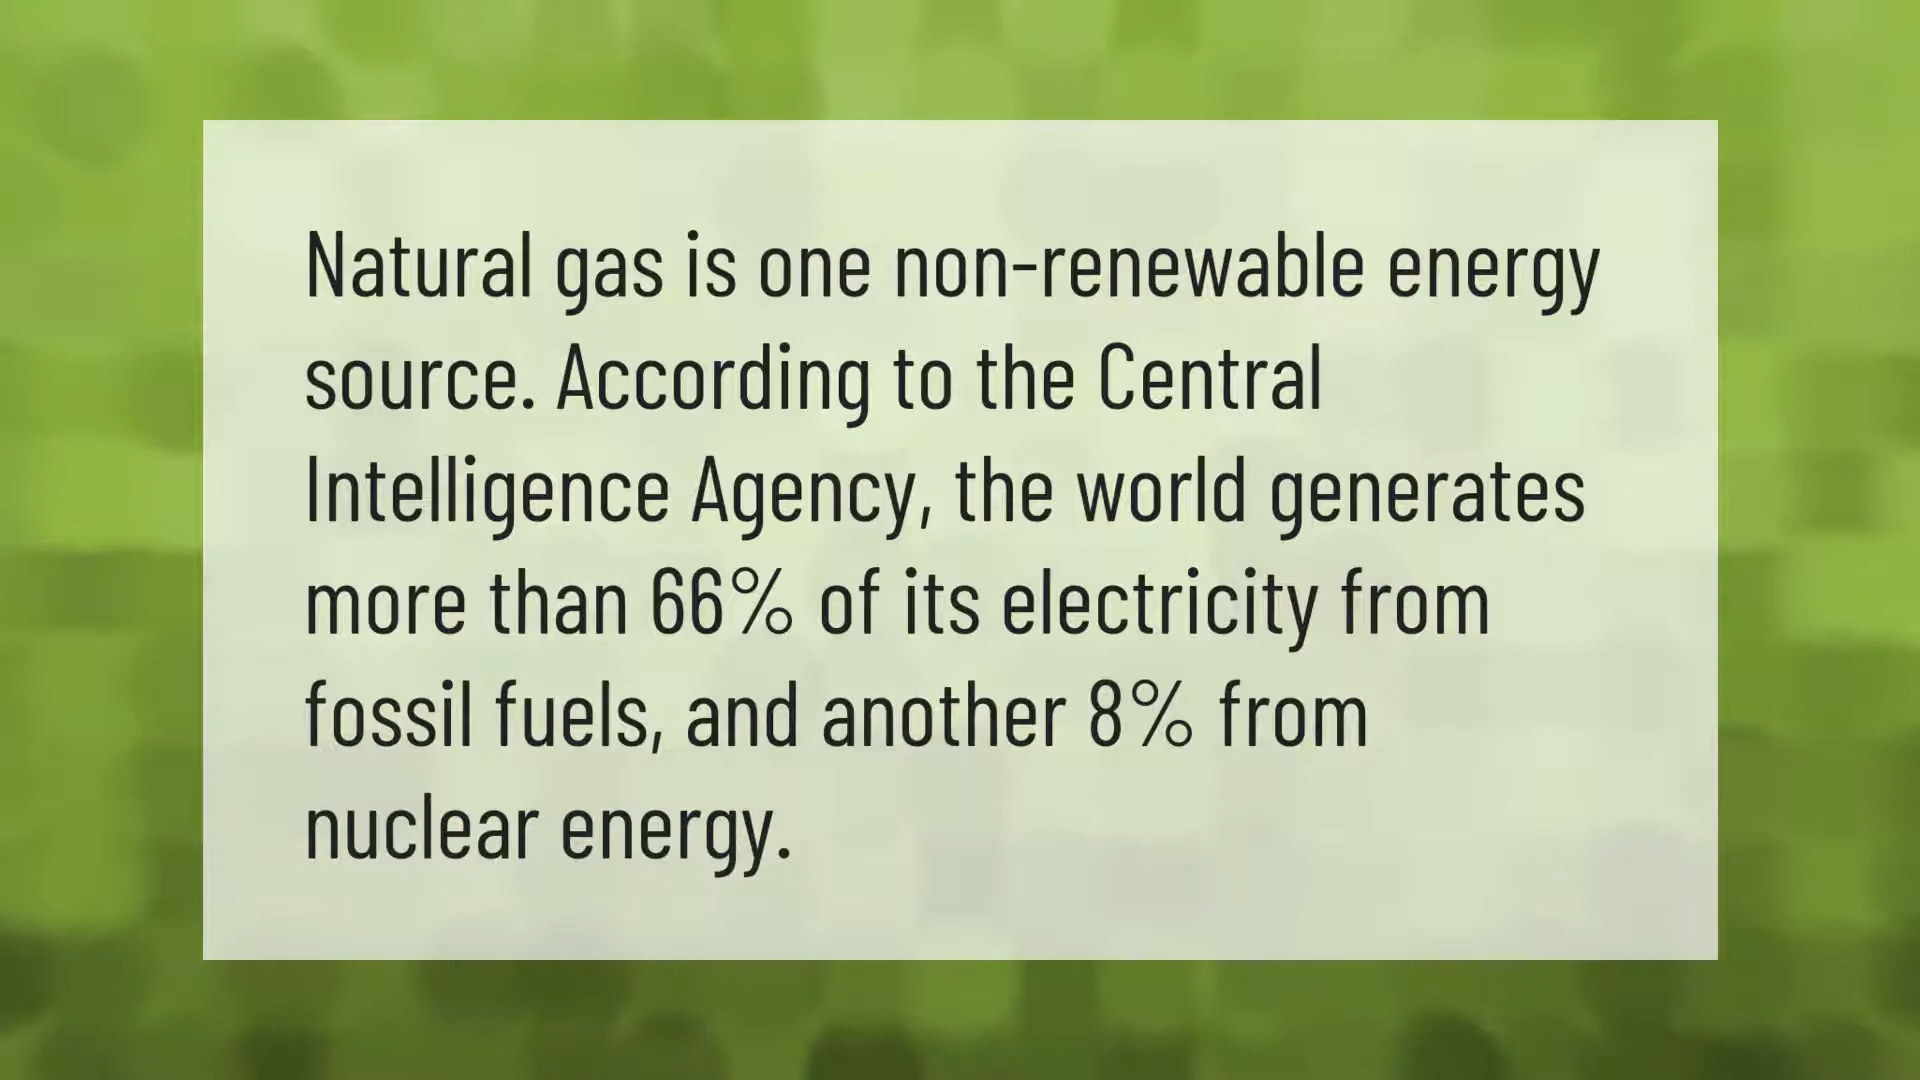 Natural gas is one non-renewable energy
source. According to the Central
Intelligence Agency, the world generates
more than 66% of its electricity from
fossil fuels, and another 8% from
nuclear energy.